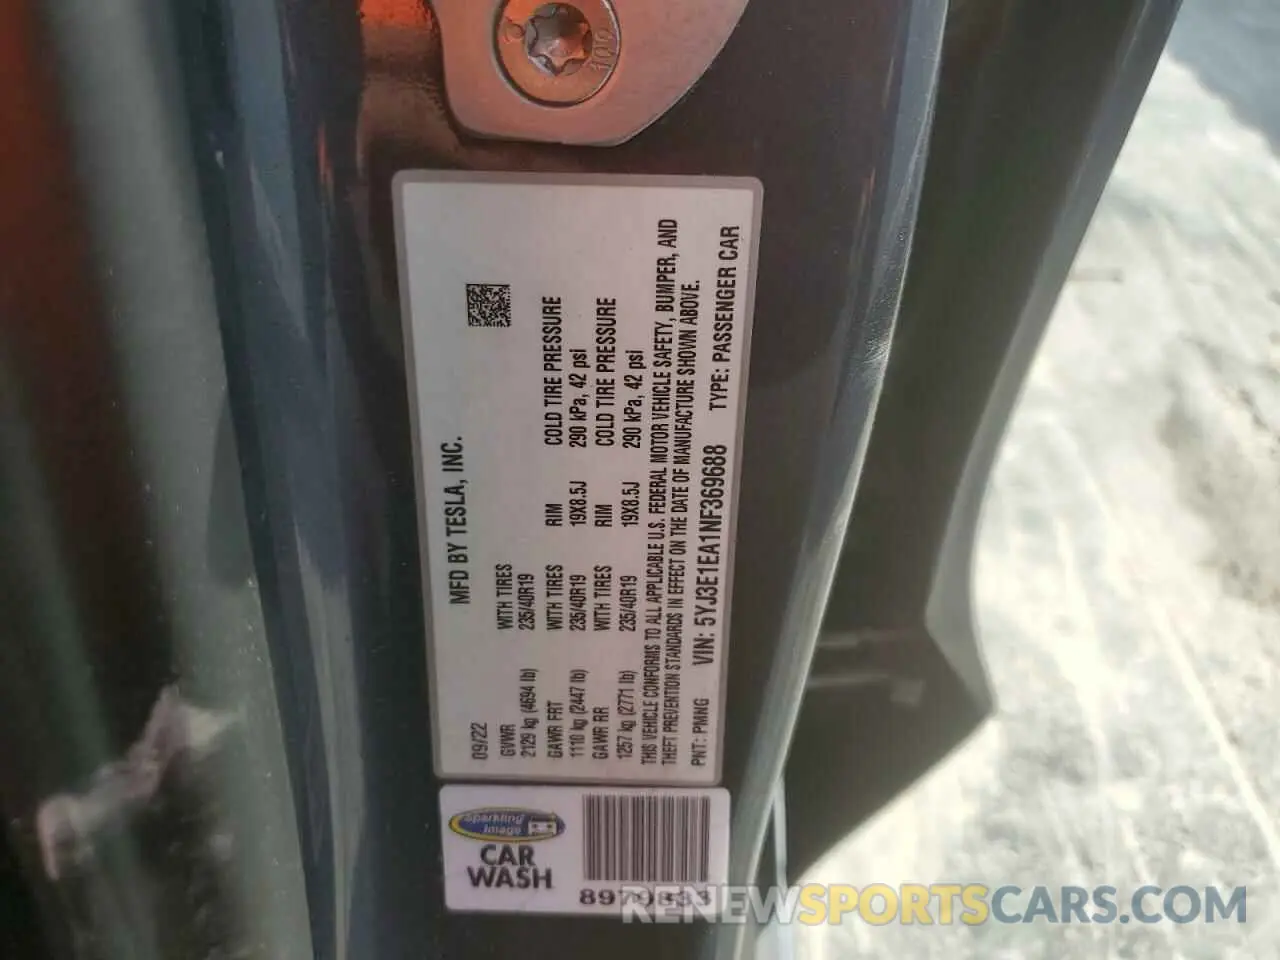 100
MFD BY TESLA, INC.
09/22
GVWR WITH TIRES
2129 kg (4694 lb) 235/40R19
GAWR FRT WITH TIRES RIM COLD TIRE PRESSURE
1110 kg (2447 lb) 235/40R19 19X8.5J 290 kPa, 42 psi
GAWR RR WITH TIRES RIM COLD TIRE PRESSURE
1257 kg (2771 lb) 235/40R19 19X8.5J 290 kPa, 42 psi
THIS VEHICLE CONFORMS TO ALL APPLICABLE U.S. FEDERAL MOTOR VEHICLE SAFETY, BUMPER, AND
THEFT PREVENTION STANDARDS IN EFFECT ON THE DATE OF MANUFACTURE SHOWN ABOVE.
PNT: PMNG VIN: 5YJ3E1EA1NF369688 TYPE: PASSENGER CAR
Sparkling
Image
CAR
WASH
8979833
RENEWSPORTSCARS.COM